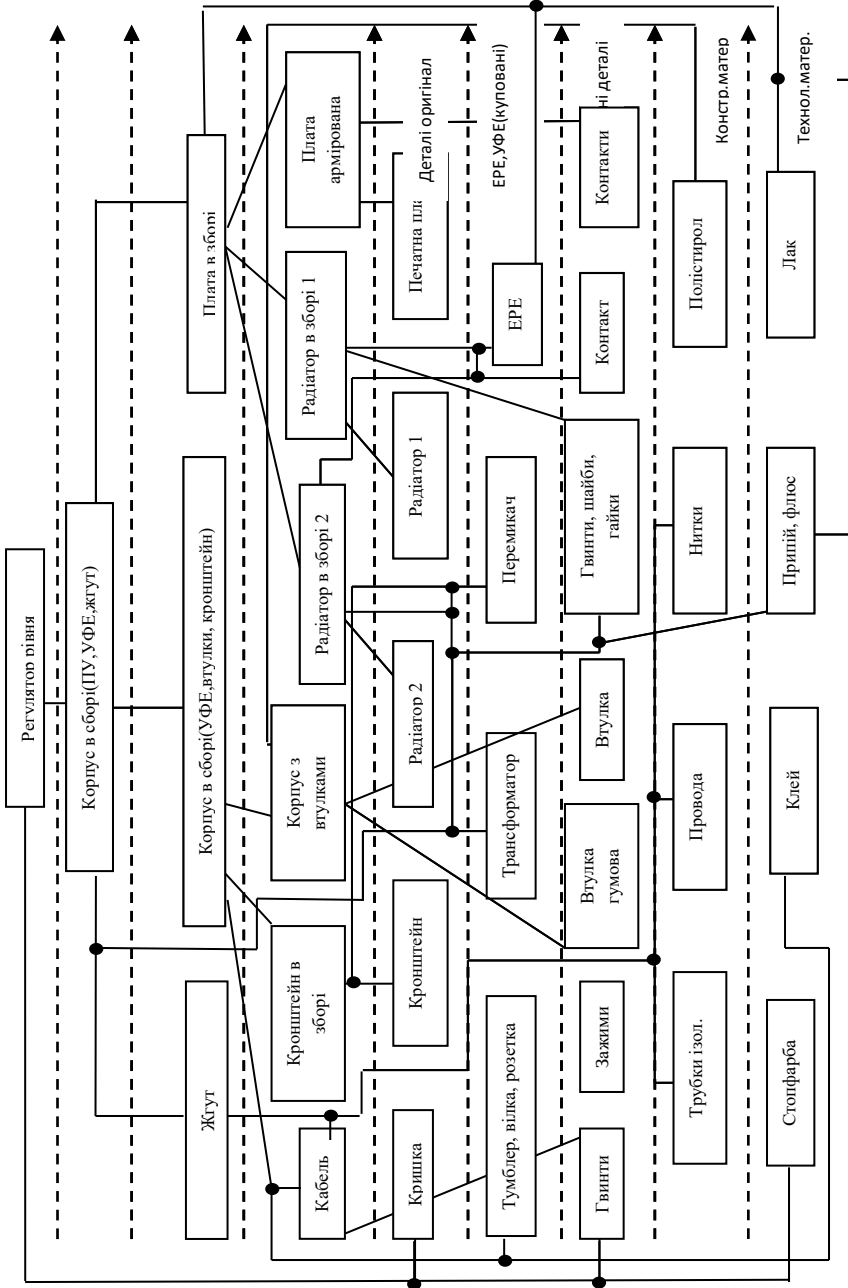 Регулятор рівня
Корпус в сборі(ПУ,УФЕ,жгут)
Жгут
Корпус в сборі(УФЕ,втулки, кронштейн)
Плата в зборі
Кабель
Кронштейн в
зборі
Корпус з
втулками
Радіатор в зборі 2
Радіатор в зборі 1
Плата
армірована
Кришка
Кронштейн
Радіатор 2
Радіатор 1
Печатна пла
Деталі оригінал
Тумблер, вілка, розетка
Трансформатор
Перемикач
ЕРЕ
ЕРЕ,УФЕ(куповані)
Гвинти
Зажими
Втулка
гумова
Втулка
Гвинти, шайби,
гайки
Контакт
Контакти
ні деталі
Трубки ізол.
Провода
Нитки
Полістирол
Констр.матер
Стопфарба
Клей
Припій, флюс
Лак
Технол.матер.